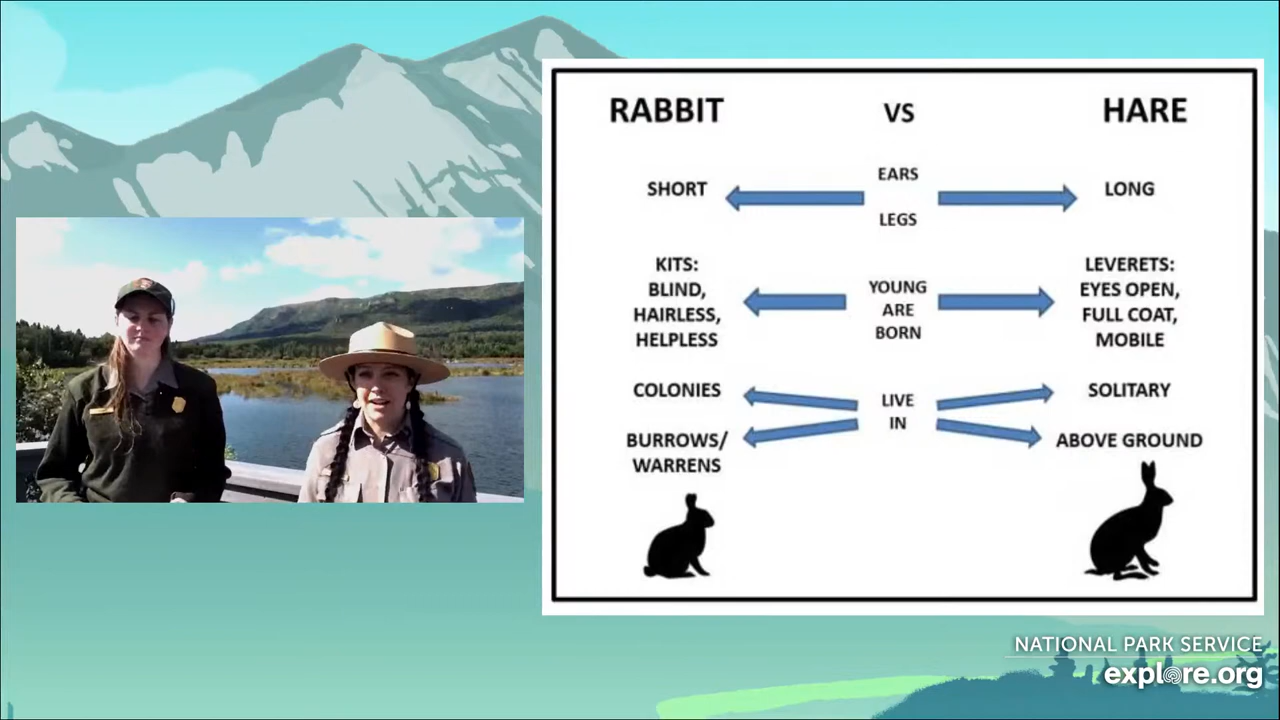 RABBIT VS HARE
SHORT
EARS
LEGS
LONG
KITS:
BLIND,
HAIRLESS,
HELPLESS
YOUNG
ARE
BORN
LEVERETS:
EYES OPEN,
FULL COAT,
MOBILE
COLONIES
BURROWS/
WARRENS
LIVE
IN
SOLITARY
ABOVE GROUND
NATIONAL PARK SERVICE
explore.org